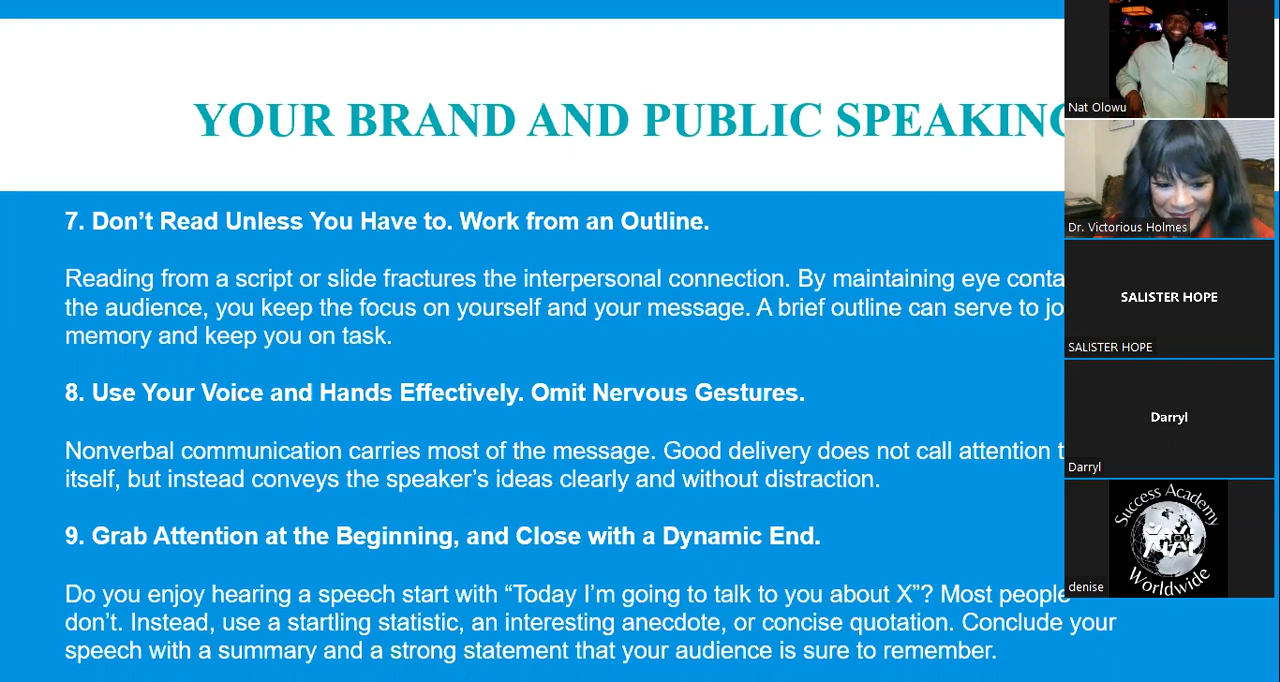 YOUR BRAND AND PUBLIC SPEAKING
7. Don’t Read Unless You Have to. Work from an Outline.
Reading from a script or slide fractures the interpersonal connection. By maintaining eye
the audience, you keep the focus on yourself and your message. A brief outline can serve to
memory and keep you on task.
8. Use Your Voice and Hands Effectively. Omit Nervous Gestures.
Nonverbal communication carries most of the message. Good delivery does not call attention
itself, but instead conveys the speaker’s ideas clearly and without distraction.
9. Grab Attention at the Beginning, and Close with a Dynamic End.
Do you enjoy hearing a speech start with “Today I’m going to talk to you about X”? Most people
don’t. Instead, use a startling statistic, an interesting anecdote, or concise quotation. Conclude your
speech with a summary and a strong statement that your audience is sure to remember.
Nat Olowu
Dr. Victorious Holmes
SALISTER HOPE
SALISTER HOPE
Darryl
Darryl
Success Academy
Worldwide
denise